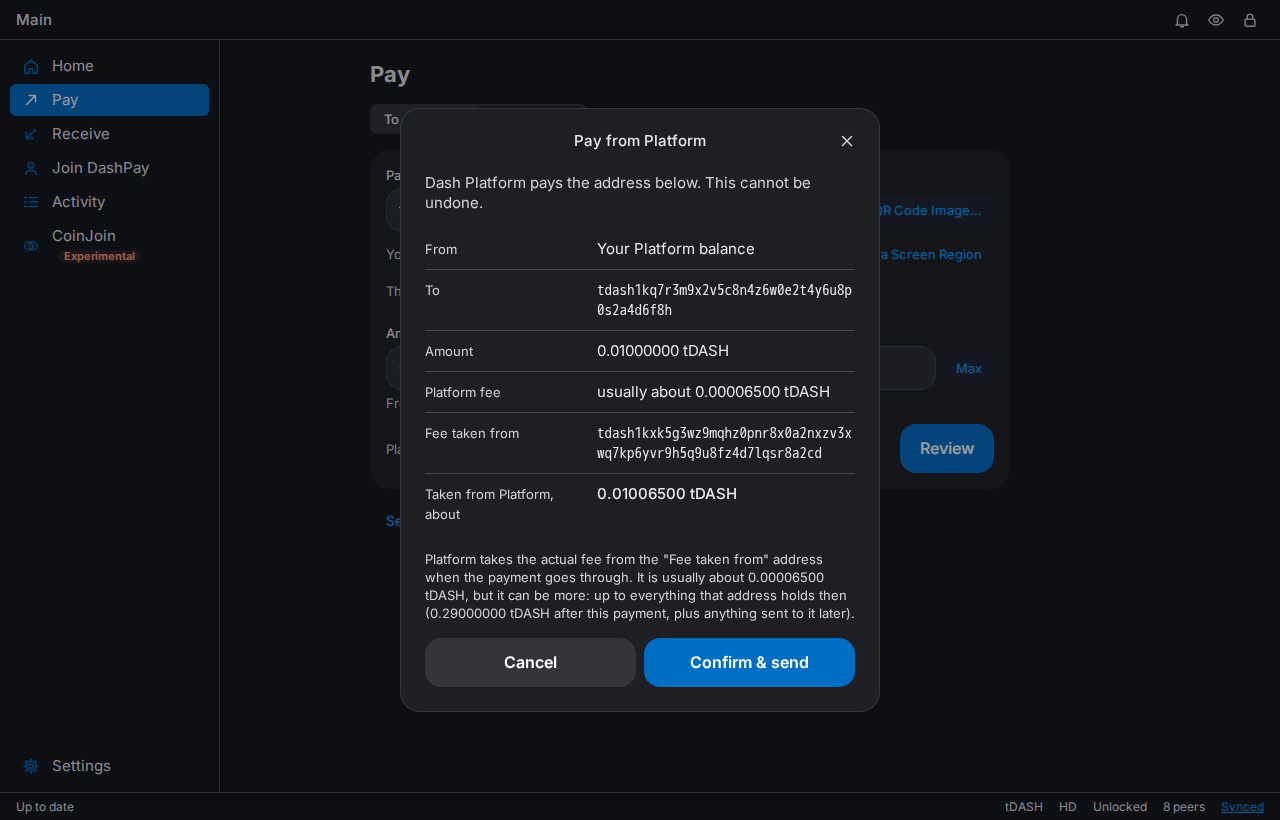 Main
Home
Pay
Receive
Join DashPay
Activity
CoinJoin
Experimental
Settings
Pay
To
QR Code Image...
a Screen Region
Max
Review
Pay from Platform
Dash Platform pays the address below. This cannot be
undone.
From Your Platform balance
To tdash1kq7r3m9x2v5c8n4z6w0e2t4y6u8p
0s2a4d6f8h
Amount 0.01000000 tDASH
Platform fee usually about 0.00006500 tDASH
Fee taken from tdash1kxk5g3wz9mqhz0pnr8x0a2nxzv3x
wq7kp6yvr9h5q9u8fz4d7lqsr8a2cd
Taken from Platform, 0.01006500 tDASH
about
Platform takes the actual fee from the "Fee taken from" address
when the payment goes through. It is usually about 0.00006500
tDASH, but it can be more: up to everything that address holds then
(0.29000000 tDASH after this payment, plus anything sent to it later).
Cancel Confirm & send
Up to date
tDASH HD Unlocked 8 peers Synced